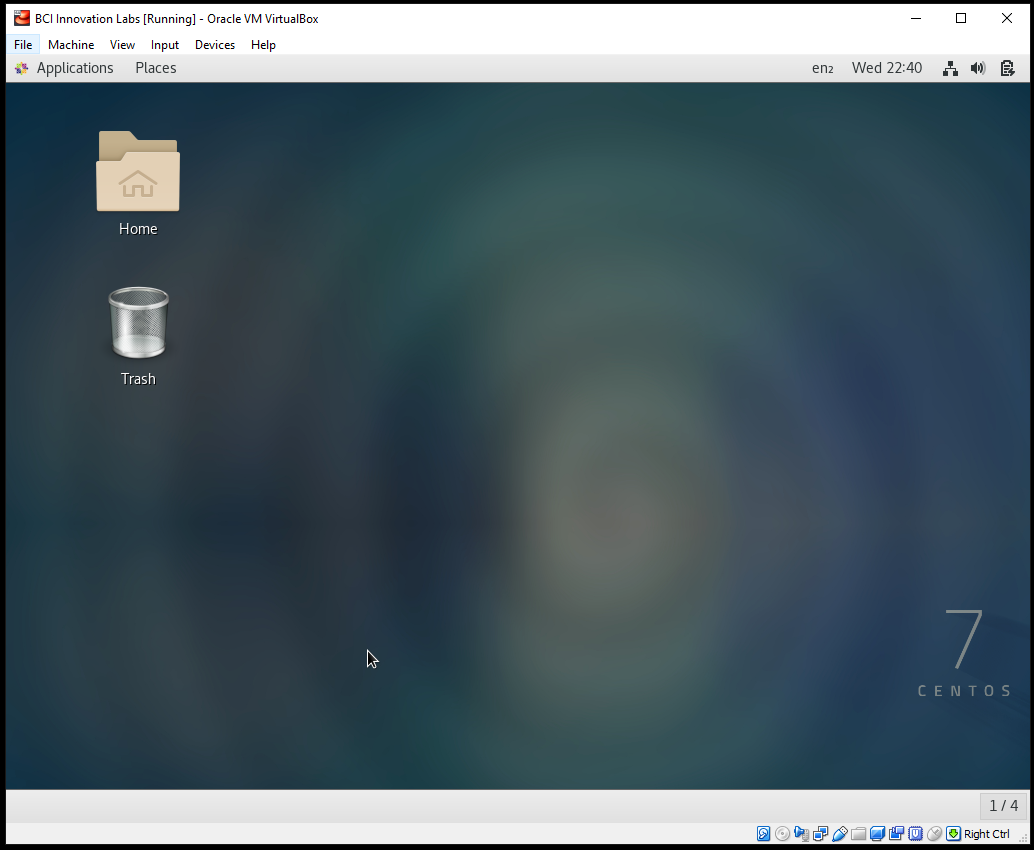 BCI Innovation Labs [Running] - Oracle VM VirtualBox
File Machine View Input Devices Help
Applications Places en₂ Wed 22:40
Home
Trash
7
CENTOS
1 / 4
Right Ctrl